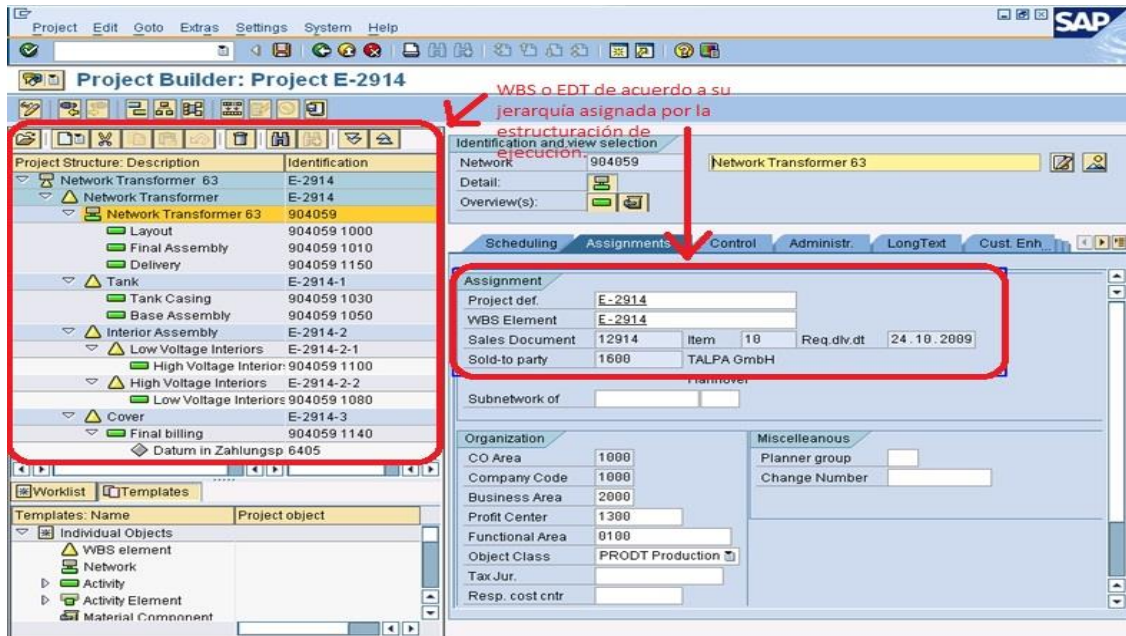 Project Edit Goto Extras Settings System Help
SAP
Project Builder: Project E-2914
WBS o EDT de acuerdo a su
jerarquía asignada por la
estructuración de
ejecución.
Project Structure: Description Identification
Network Transformer 63 E-2914
Network Transformer E-2914
Network Transformer 63 904059
Layout 904059 1000
Final Assembly 904059 1010
Delivery 904059 1150
Tank E-2914-1
Tank Casing 904059 1030
Base Assembly 904059 1050
Interior Assembly E-2914-2
Low Voltage Interiors E-2914-2-1
High Voltage Interior 904059 1100
High Voltage Interiors E-2914-2-2
Low Voltage Interiors 904059 1080
Cover E-2914-3
Final billing 904059 1140
Datum in Zahlungsp 6405
Worklist Templates
Templates: Name Project object
Individual Objects
WBS element
Network
Activity
Activity Element
Material Component
Identification and view selection
Network 904059 Network Transformer 63
Detail:
Overview(s):
Scheduling Assignments Control Administr. LongText Cust. Enh...
Assignment
Project def. E-2914
WBS Element E-2914
Sales Document 12914 Item 10 Req.dlv.dt 24.10.2009
Sold-to party 1600 TALPA GmbH
Hannover
Subnetwork of
Organization
CO Area 1000
Company Code 1000
Business Area 2000
Profit Center 1300
Functional Area 0100
Object Class PRODT Production
Tax Jur.
Resp. cost cntr
Miscelleanous
Planner group
Change Number